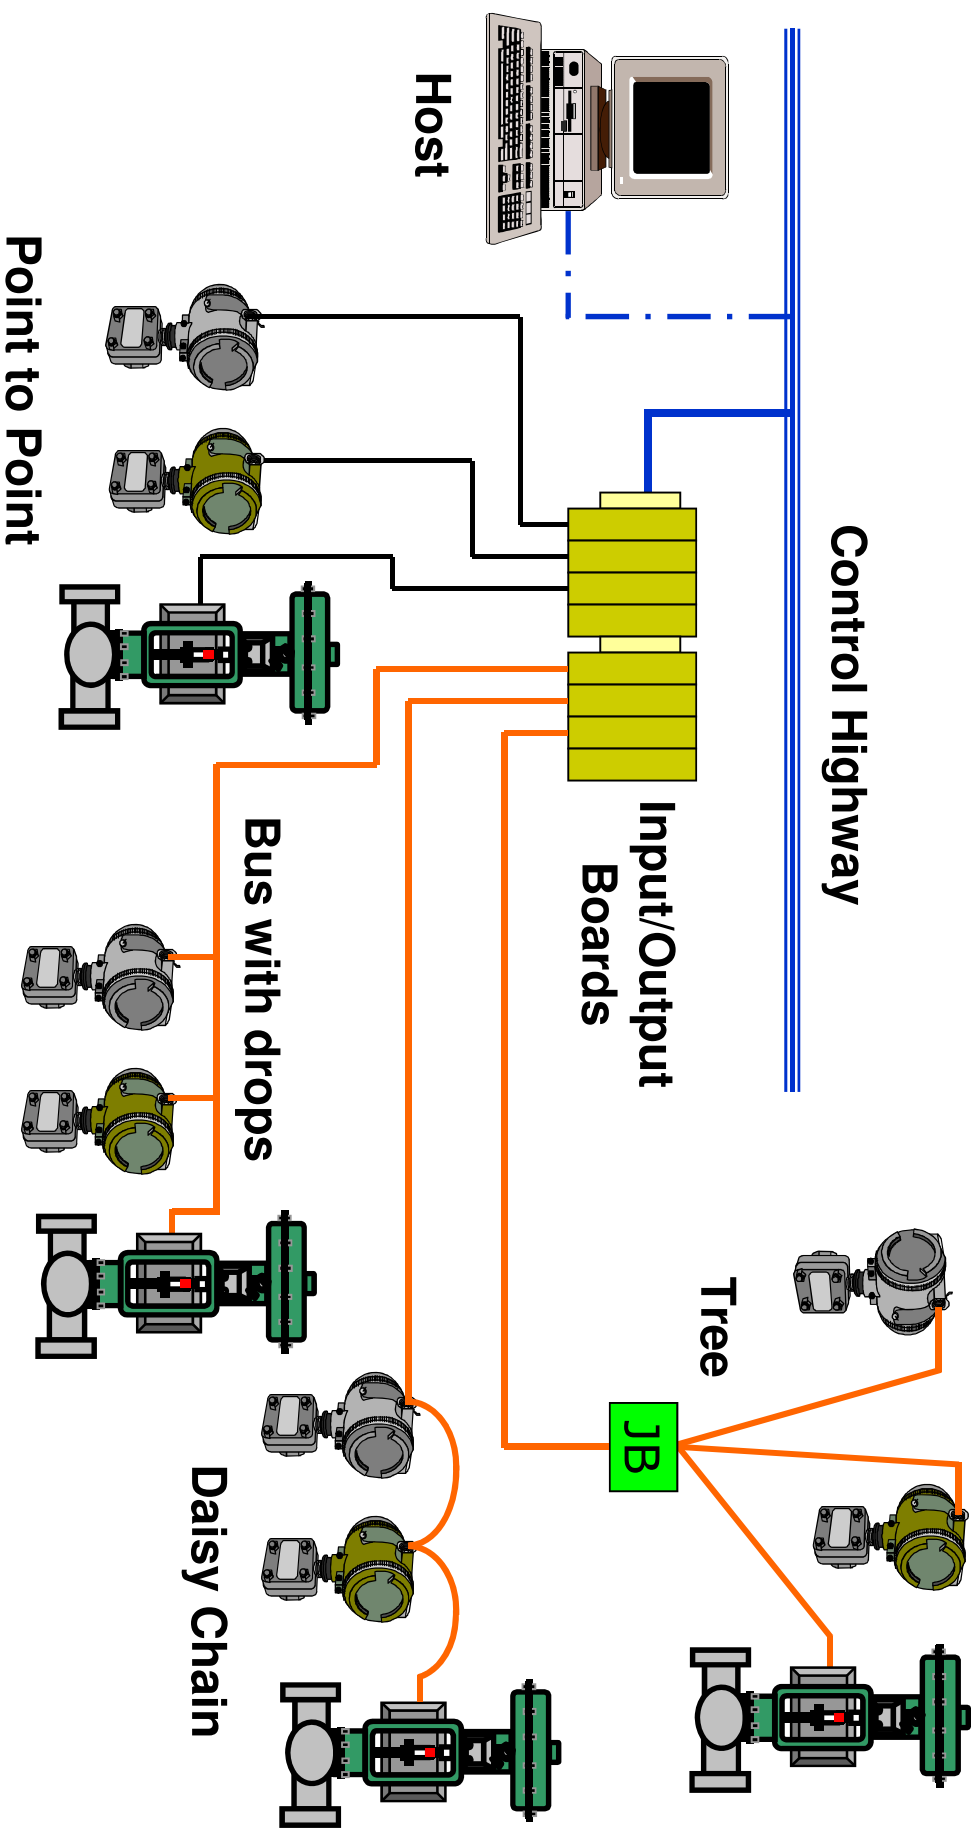 Control Highway
Host
Input/Output
Boards
Tree
JB
Bus with drops
Point to Point
Daisy Chain